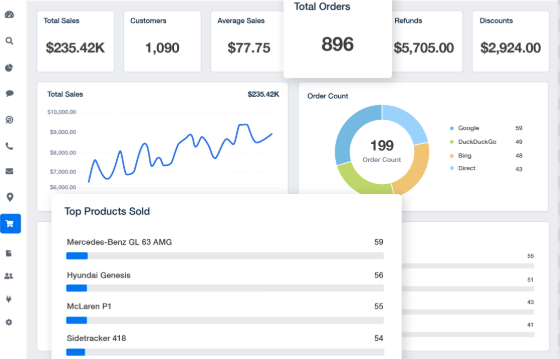 Total Sales
$235.42K
Customers
1,090
Average Sales
$77.75
Total Orders
896
Refunds
$5,705.00
Discounts
$2,924.00
Total Sales
$235.42K
$10,000.00
$9,000.00
$8,000.00
$7,000.00
$6,000.00
Order Count
199
Order Count
Google 59
DuckDuckGo 49
Bing 48
Direct 43
Top Products Sold
Mercedes-Benz GL 63 AMG 59
Hyundai Genesis 56
McLaren P1 55
Sidetracker 418 54
55
51
43
41